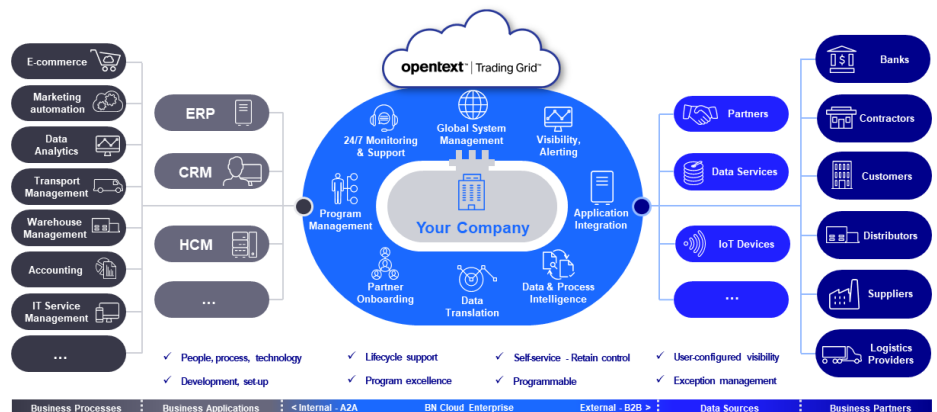 opentext™ | Trading Grid™
E-commerce
Marketing
automation
Data
Analytics
Transport
Management
Warehouse
Management
Accounting
IT Service
Management
...
ERP
CRM
HCM
...
24/7 Monitoring
& Support
Global System
Management
Visibility,
Alerting
Program
Management
Your Company
Application
Integration
Partner
Onboarding
Data
Translation
Data & Process
Intelligence
Partners
Data Services
IoT Devices
...
Banks
Contractors
Customers
Distributors
Suppliers
Logistics
Providers
✓ People, process, technology
✓ Lifecycle support
✓ Self-service - Retain control
✓ User-configured visibility
✓ Development, set-up
✓ Program excellence
✓ Programmable
✓ Exception management
Business Processes
Business Applications
< Internal - A2A
BN Cloud Enterprise
External - B2B >
Data Sources
Business Partners